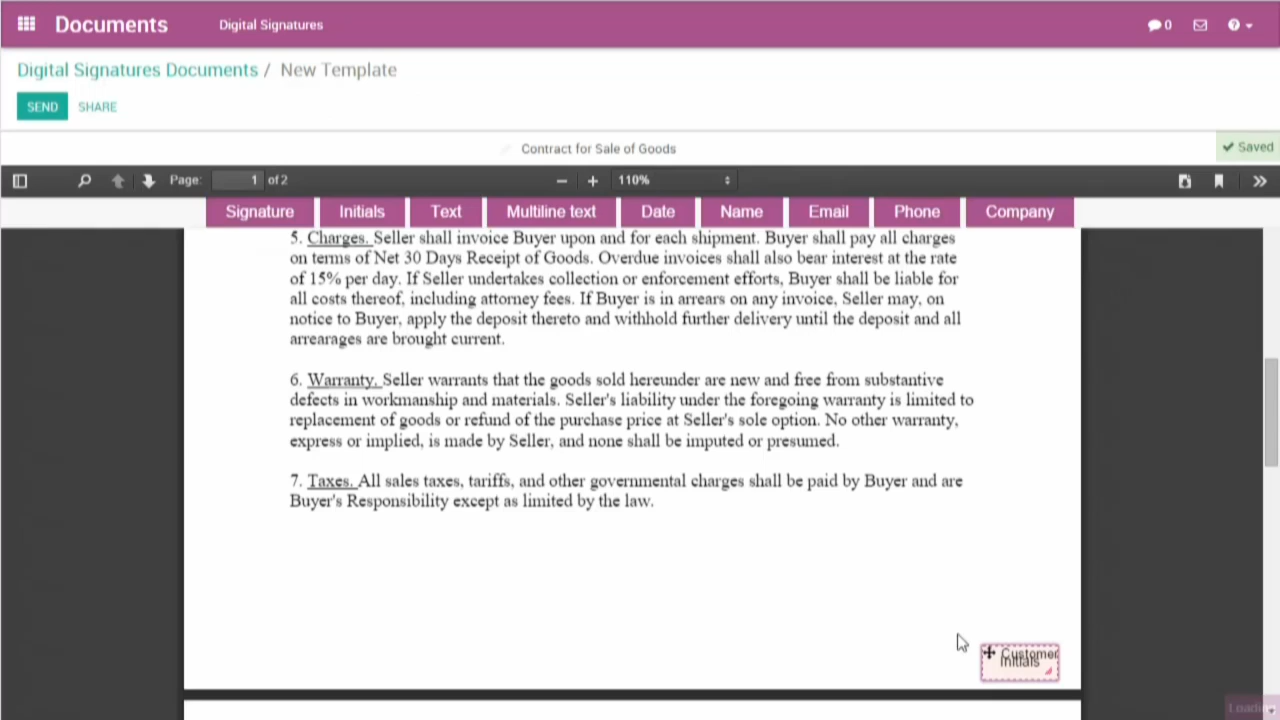 Documents
Digital Signatures
0
Digital Signatures Documents / New Template
SEND SHARE
Contract for Sale of Goods
Saved
Page: 1 of 2
110%
Signature Initials Text Multiline text Date Name Email Phone Company
5. Charges. Seller shall invoice Buyer upon and for each shipment. Buyer shall pay all charges
on terms of Net 30 Days Receipt of Goods. Overdue invoices shall also bear interest at the rate
of 15% per day. If Seller undertakes collection or enforcement efforts, Buyer shall be liable for
all costs thereof, including attorney fees. If Buyer is in arrears on any invoice, Seller may, on
notice to Buyer, apply the deposit thereto and withhold further delivery until the deposit and all
arrearages are brought current.
6. Warranty. Seller warrants that the goods sold hereunder are new and free from substantive
defects in workmanship and materials. Seller's liability under the foregoing warranty is limited to
replacement of goods or refund of the purchase price at Seller's sole option. No other warranty,
express or implied, is made by Seller, and none shall be imputed or presumed.
7. Taxes. All sales taxes, tariffs, and other governmental charges shall be paid by Buyer and are
Buyer's Responsibility except as limited by the law.
Customer
Initials
Loading